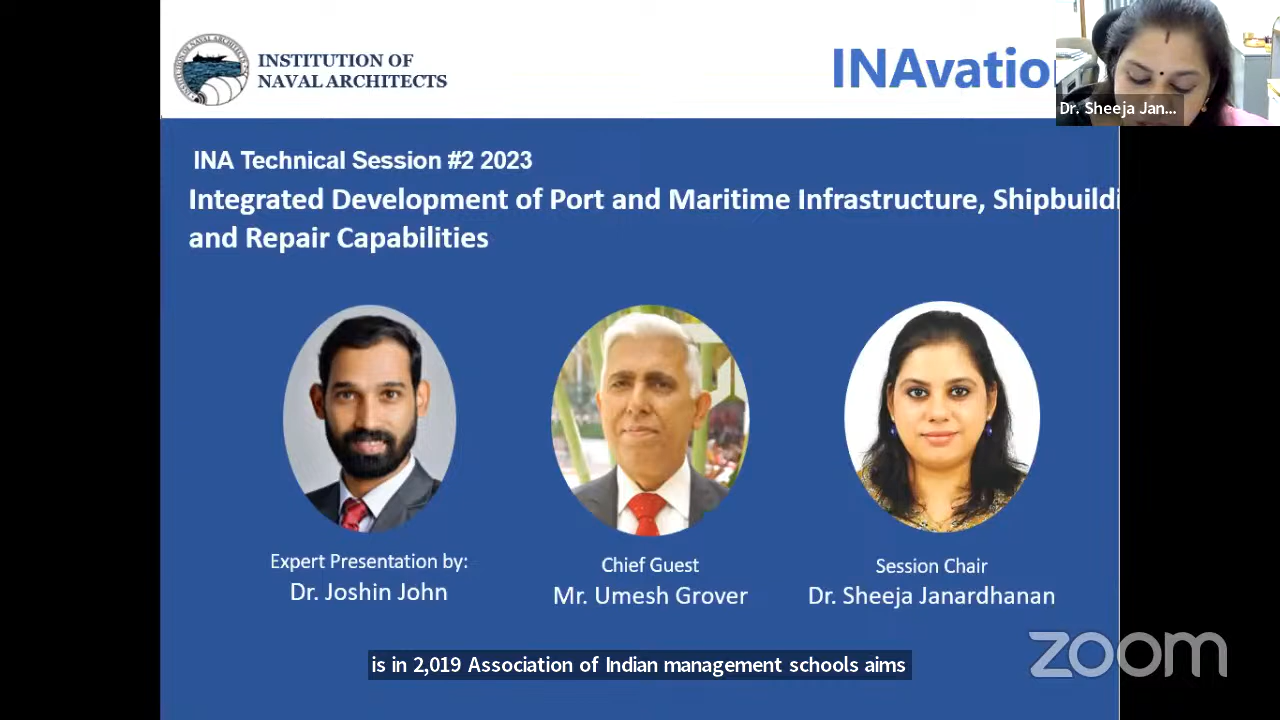 INSTITUTION OF
NAVAL ARCHITECTS
INAvatio
Dr. Sheeja Jan...
INA Technical Session #2 2023
Integrated Development of Port and Maritime Infrastructure, Shipbuildi
and Repair Capabilities
Expert Presentation by:
Dr. Joshin John
Chief Guest
Mr. Umesh Grover
Session Chair
Dr. Sheeja Janardhanan
is in 2,019 Association of Indian management schools aims
zoom